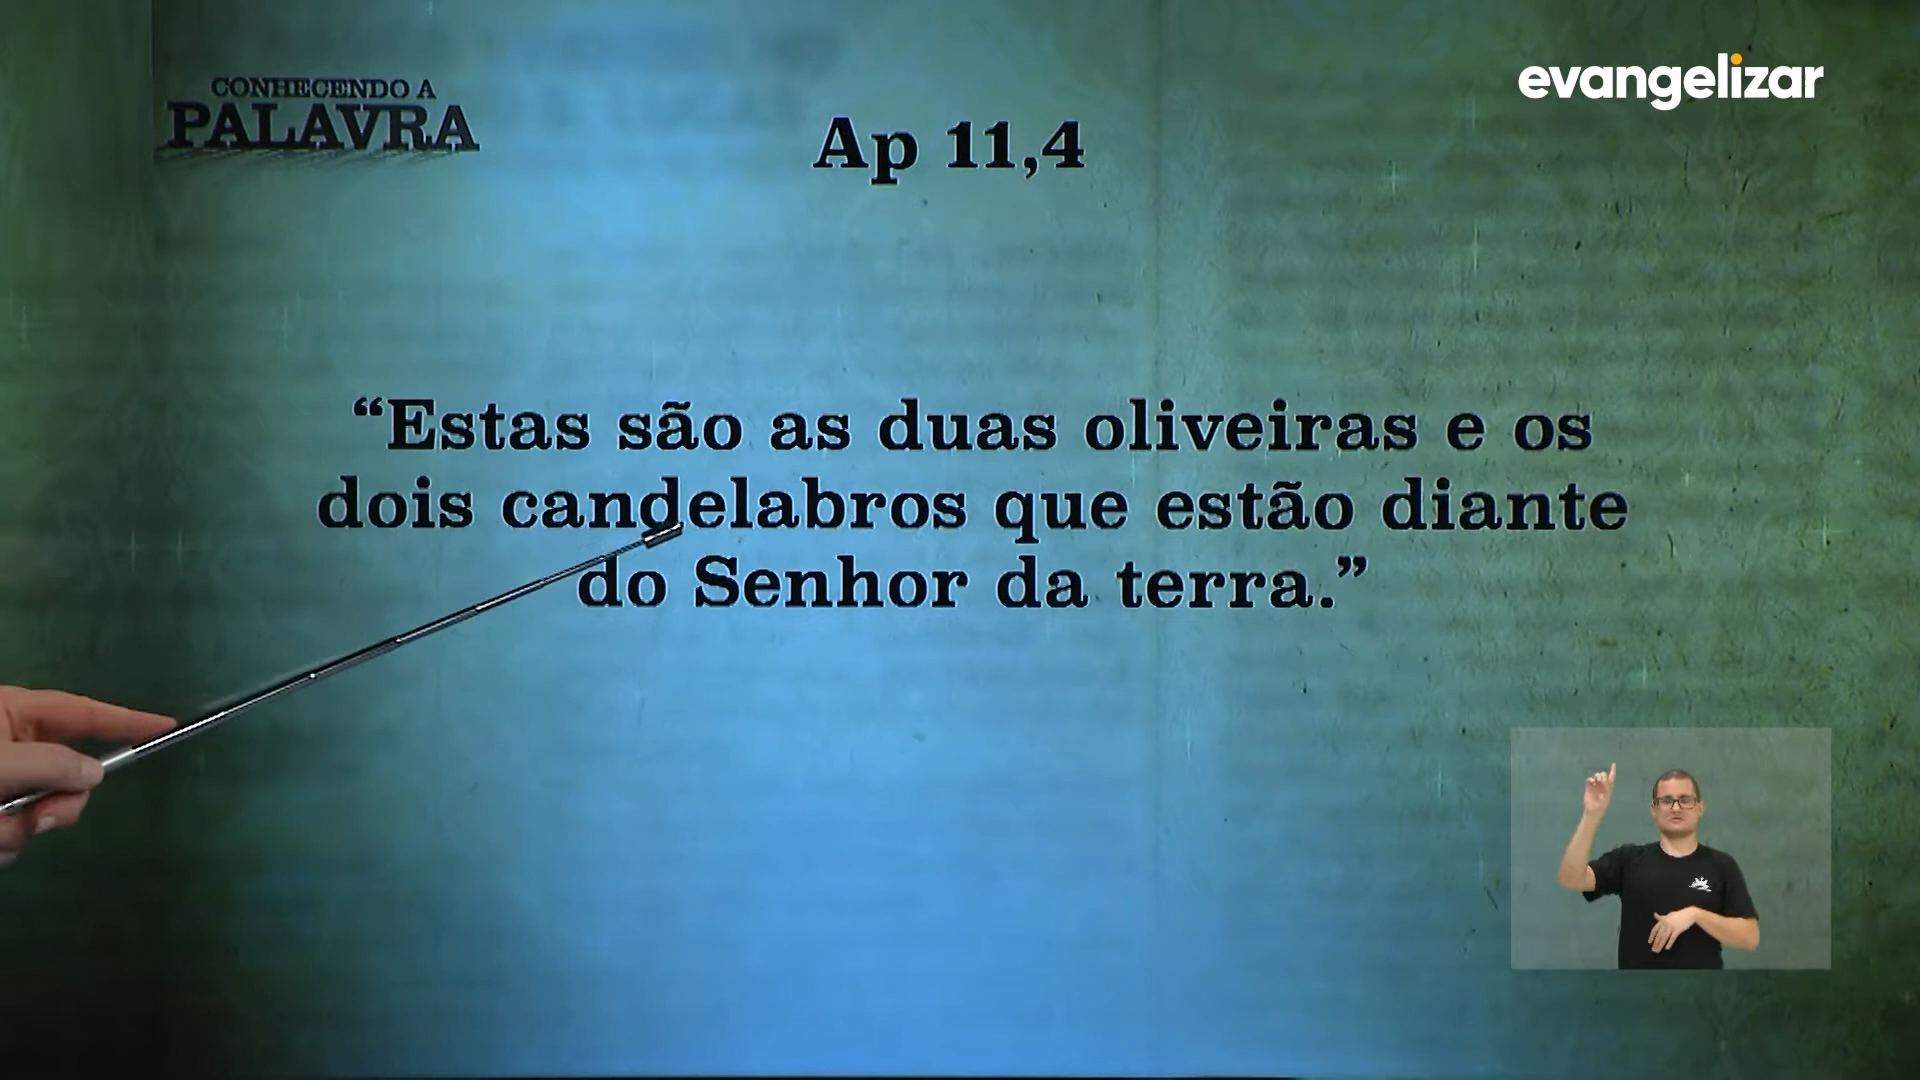 CONHECENDO A
PALAVRA
evangelizar
Ap 11,4
“Estas são as duas oliveiras e os
dois candelabros que estão diante
do Senhor da terra.”